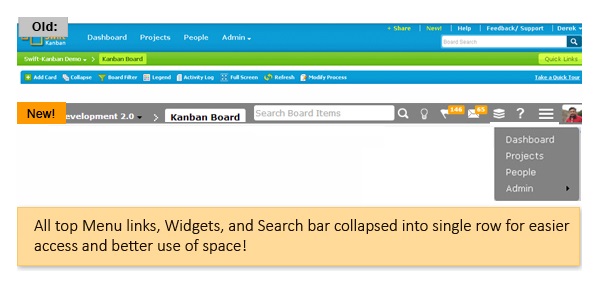 Old:
+ Share | New! | Help | Feedback/ Support | Derek
Kanban Dashboard Projects People Admin
Board Search
Swift-Kanban Demo > Kanban Board Quick Links
Add Card Collapse Board Filter Legend Activity Log Full Screen Refresh Modify Process Take a Quick Tour
New! evelopment 2.0 > Kanban Board Search Board Items 146 65 ?
Dashboard
Projects
People
Admin
All top Menu links, Widgets, and Search bar collapsed into single row for easier
access and better use of space!